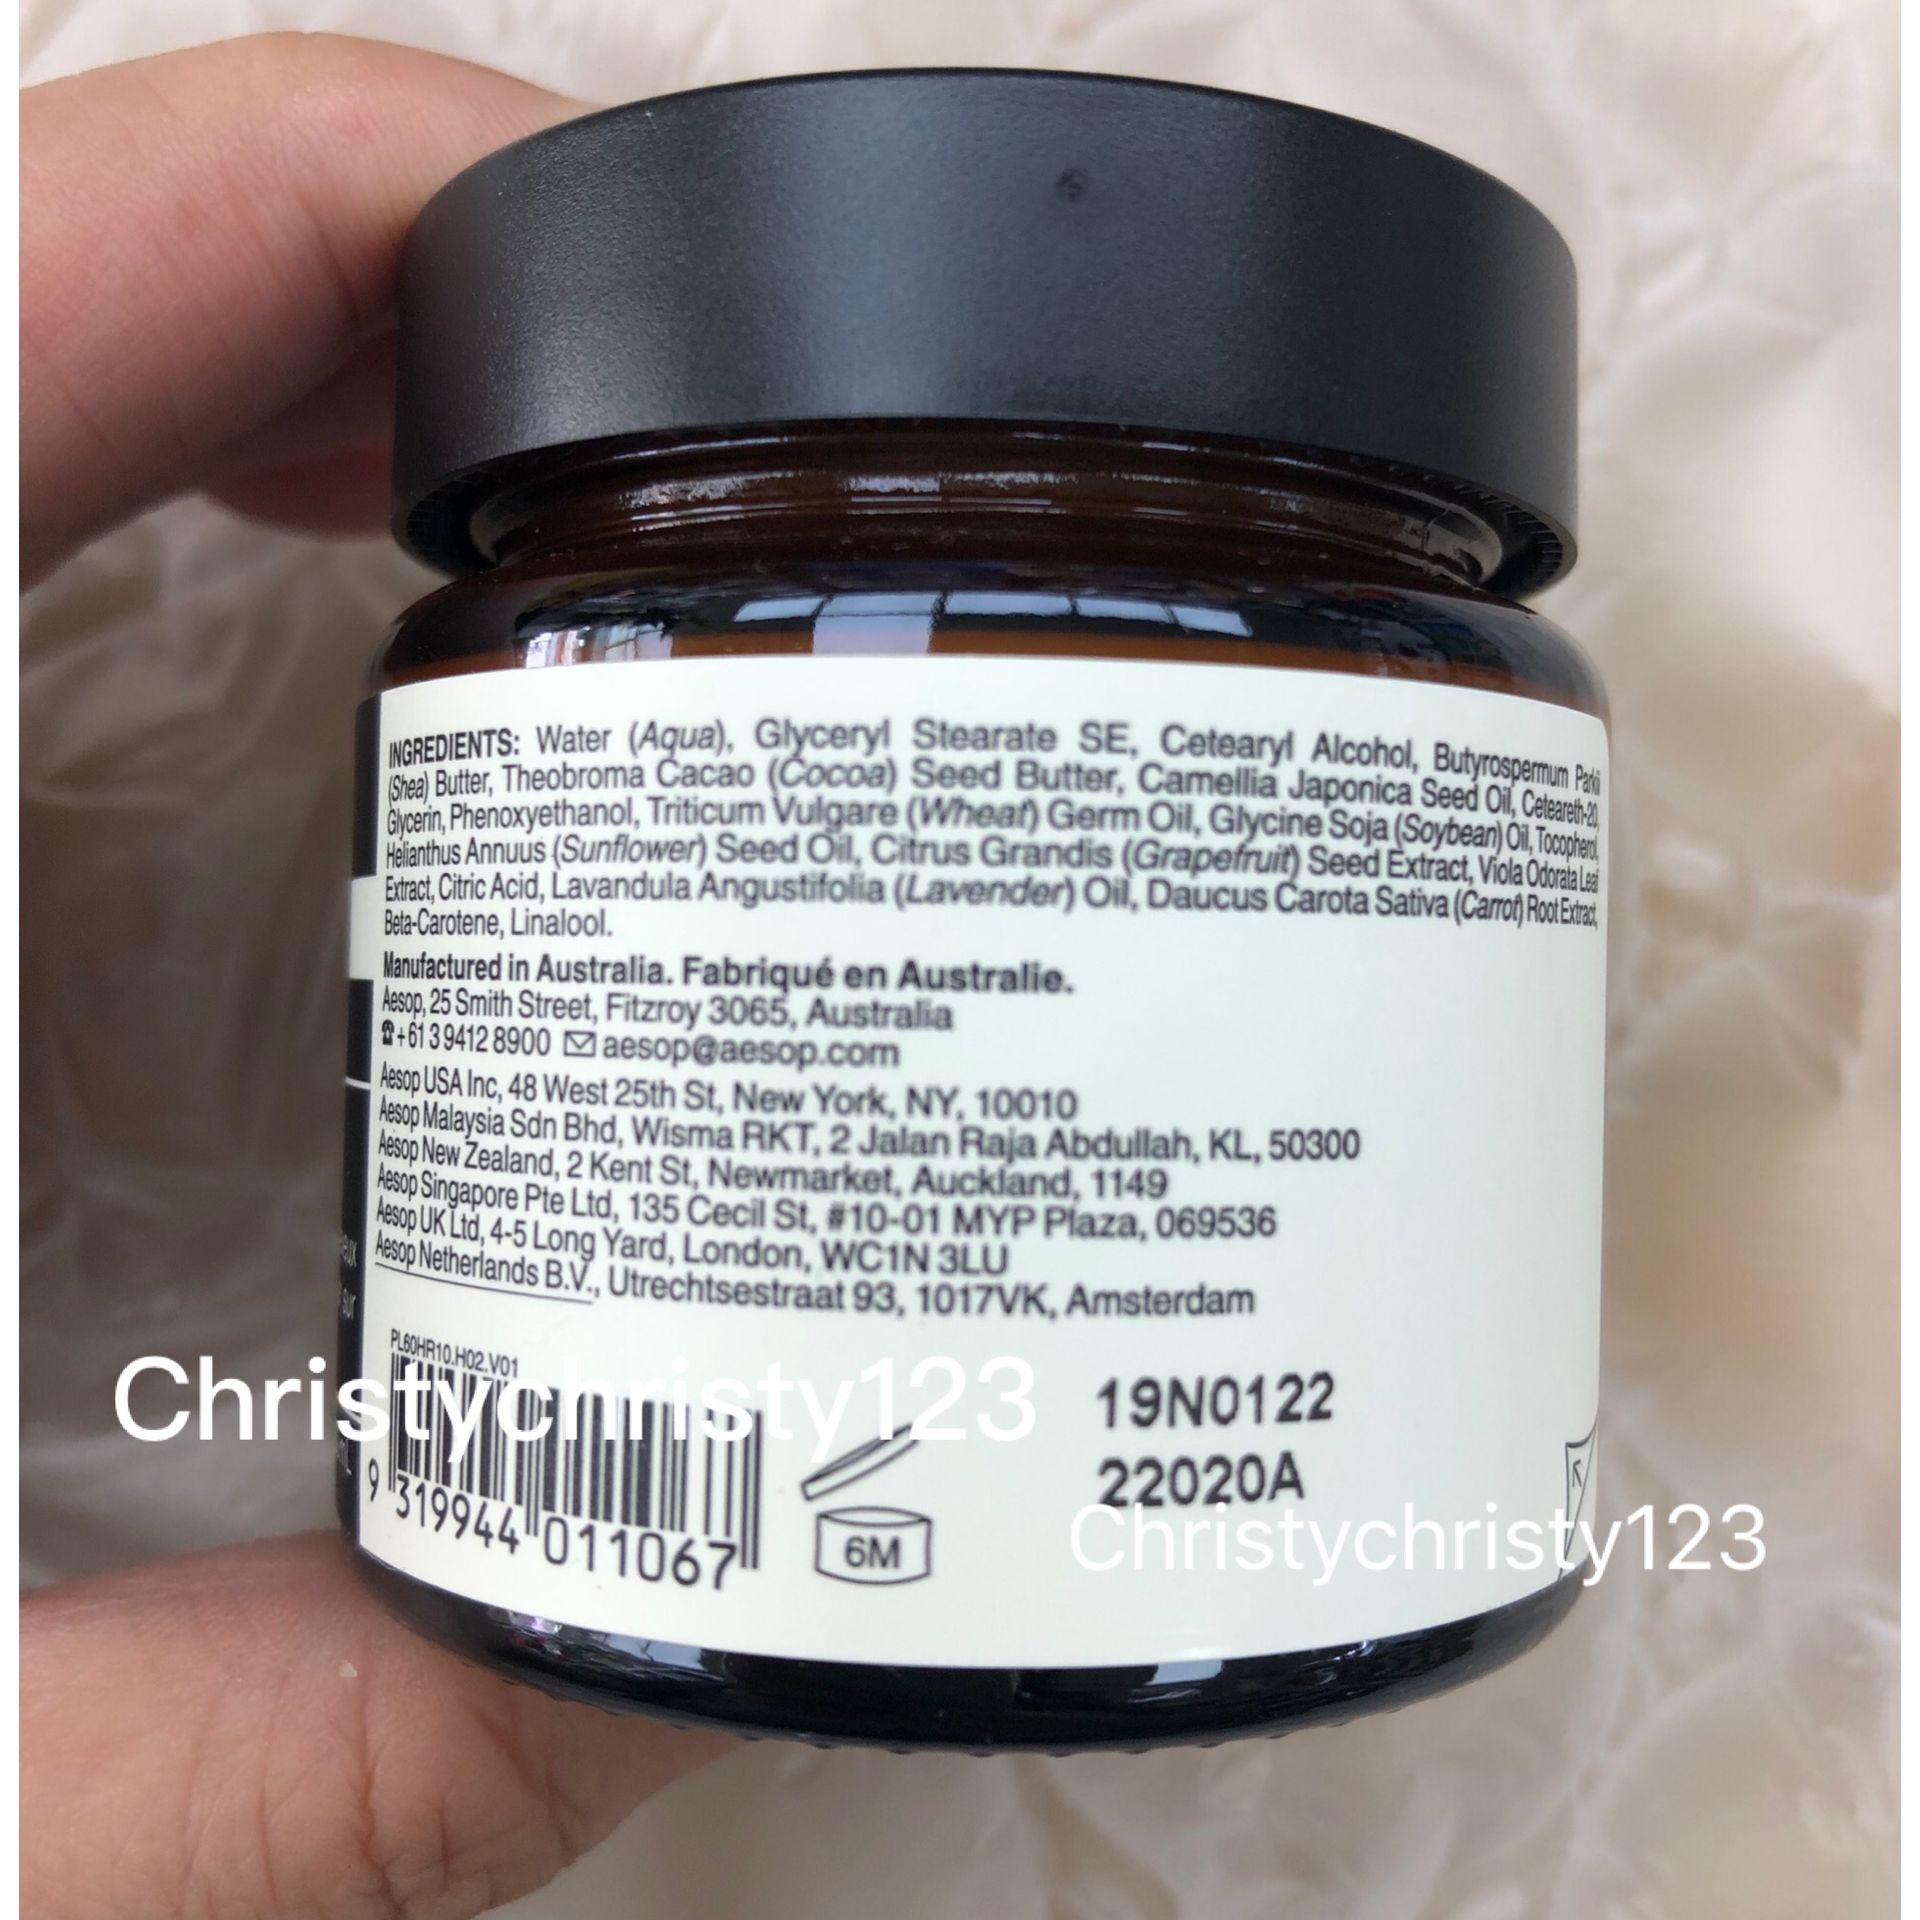 INGREDIENTS: Water (Aqua), Glyceryl Stearate SE, Cetearyl Alcohol, Butyrospermum Parkii
(Shea) Butter, Theobroma Cacao (Cocoa) Seed Butter, Camellia Japonica Seed Oil, Ceteareth-20,
Glycerin, Phenoxyethanol, Triticum Vulgare (Wheat) Germ Oil, Glycine Soja (Soybean) Oil, Tocopherol,
Helianthus Annuus (Sunflower) Seed Oil, Citrus Grandis (Grapefruit) Seed Extract, Viola Odorata Leaf
Extract, Citric Acid, Lavandula Angustifolia (Lavender) Oil, Daucus Carota Sativa (Carrot) Root Extract,
Beta-Carotene, Linalool.
Manufactured in Australia. Fabriqué en Australie.
Aesop, 25 Smith Street, Fitzroy 3065, Australia
☎+61 3 9412 8900 ✉ aesop@aesop.com
Aesop USA Inc, 48 West 25th St, New York, NY, 10010
Aesop Malaysia Sdn Bhd, Wisma RKT, 2 Jalan Raja Abdullah, KL, 50300
Aesop New Zealand, 2 Kent St, Newmarket, Auckland, 1149
Aesop Singapore Pte Ltd, 135 Cecil St, #10-01 MYP Plaza, 069536
Aesop UK Ltd, 4-5 Long Yard, London, WC1N 3LU
Aesop Netherlands B.V., Utrechtsestraat 93, 1017VK, Amsterdam
sur
PL60HR10.H02.V01
Christychristy123
19N0122
22020A
9 319944 011067
6M
Christychristy123